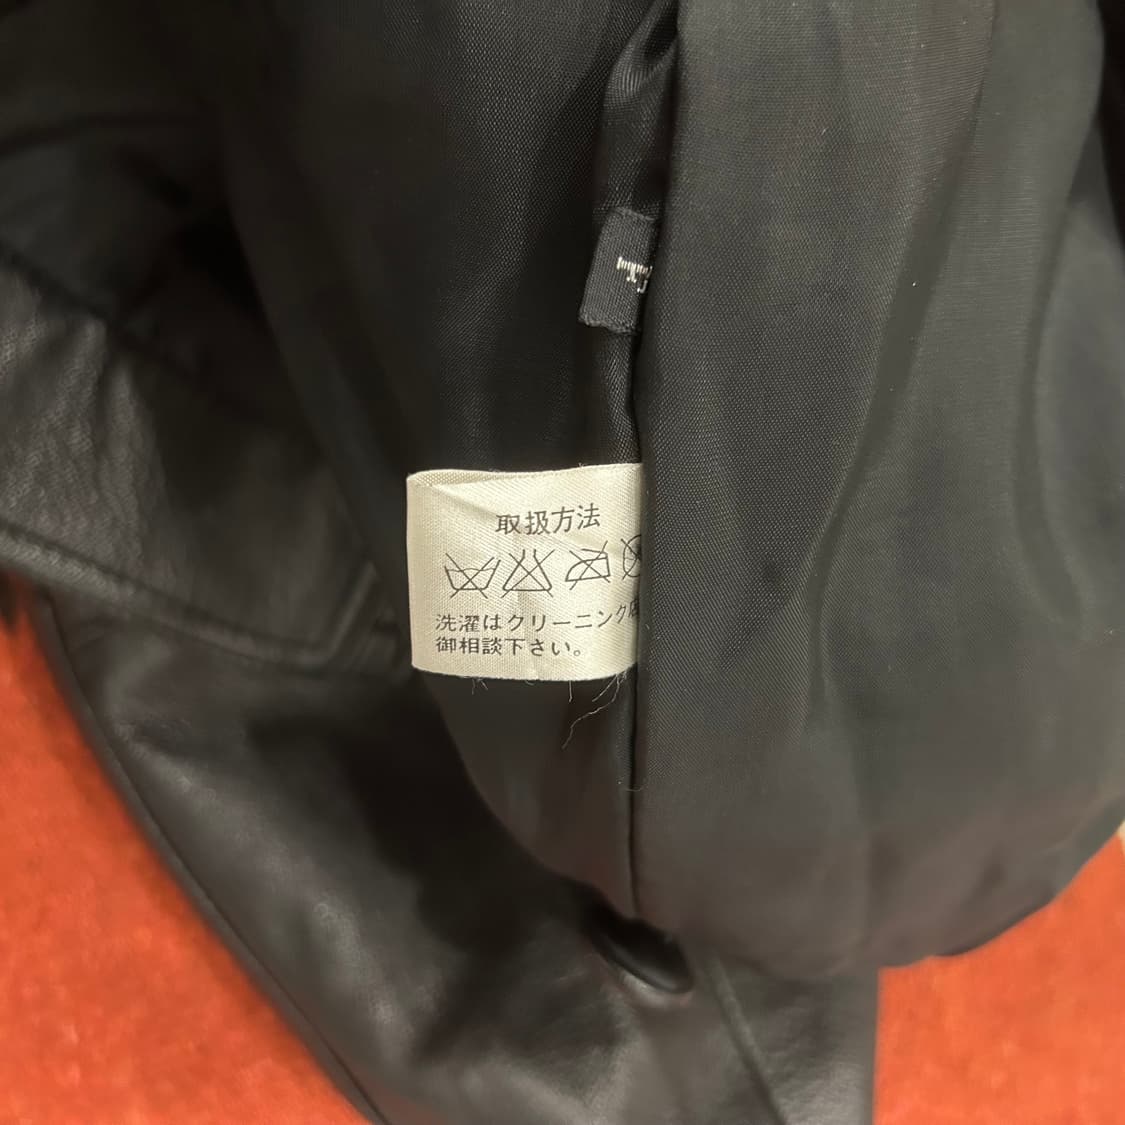 取扱方法
洗濯はクリーニング店
御相談下さい。